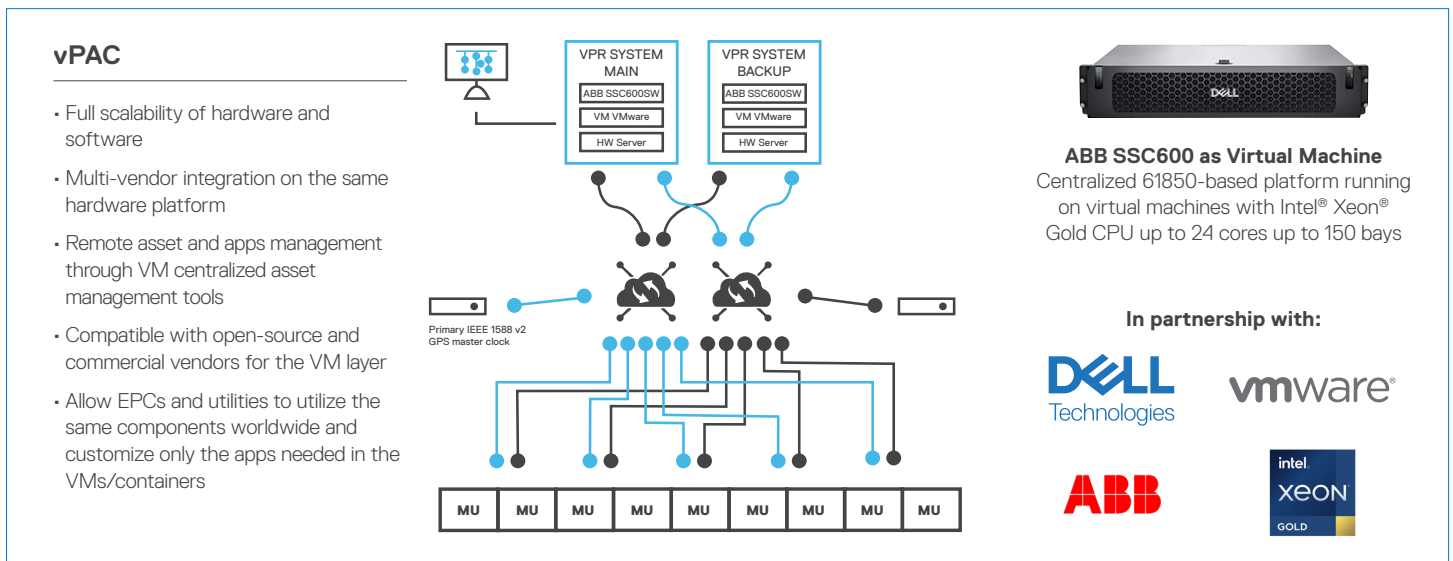 vPAC
• Full scalability of hardware and
software
• Multi-vendor integration on the same
hardware platform
• Remote asset and apps management
through VM centralized asset
management tools
• Compatible with open-source and
commercial vendors for the VM layer
• Allow EPCs and utilities to utilize the
same components worldwide and
customize only the apps needed in the
VMs/containers
VPR SYSTEM
MAIN
ABB SSC600SW
VM VMware
HW Server
VPR SYSTEM
BACKUP
ABB SSC600SW
VM VMware
HW Server
Primary IEEE 1588 v2
GPS master clock
MU MU MU MU MU MU MU MU MU
DELL
ABB SSC600 as Virtual Machine
Centralized 61850-based platform running
on virtual machines with Intel® Xeon®
Gold CPU up to 24 cores up to 150 bays
In partnership with:
DELL
Technologies
vmware®
ABB
intel.
xeon
GOLD